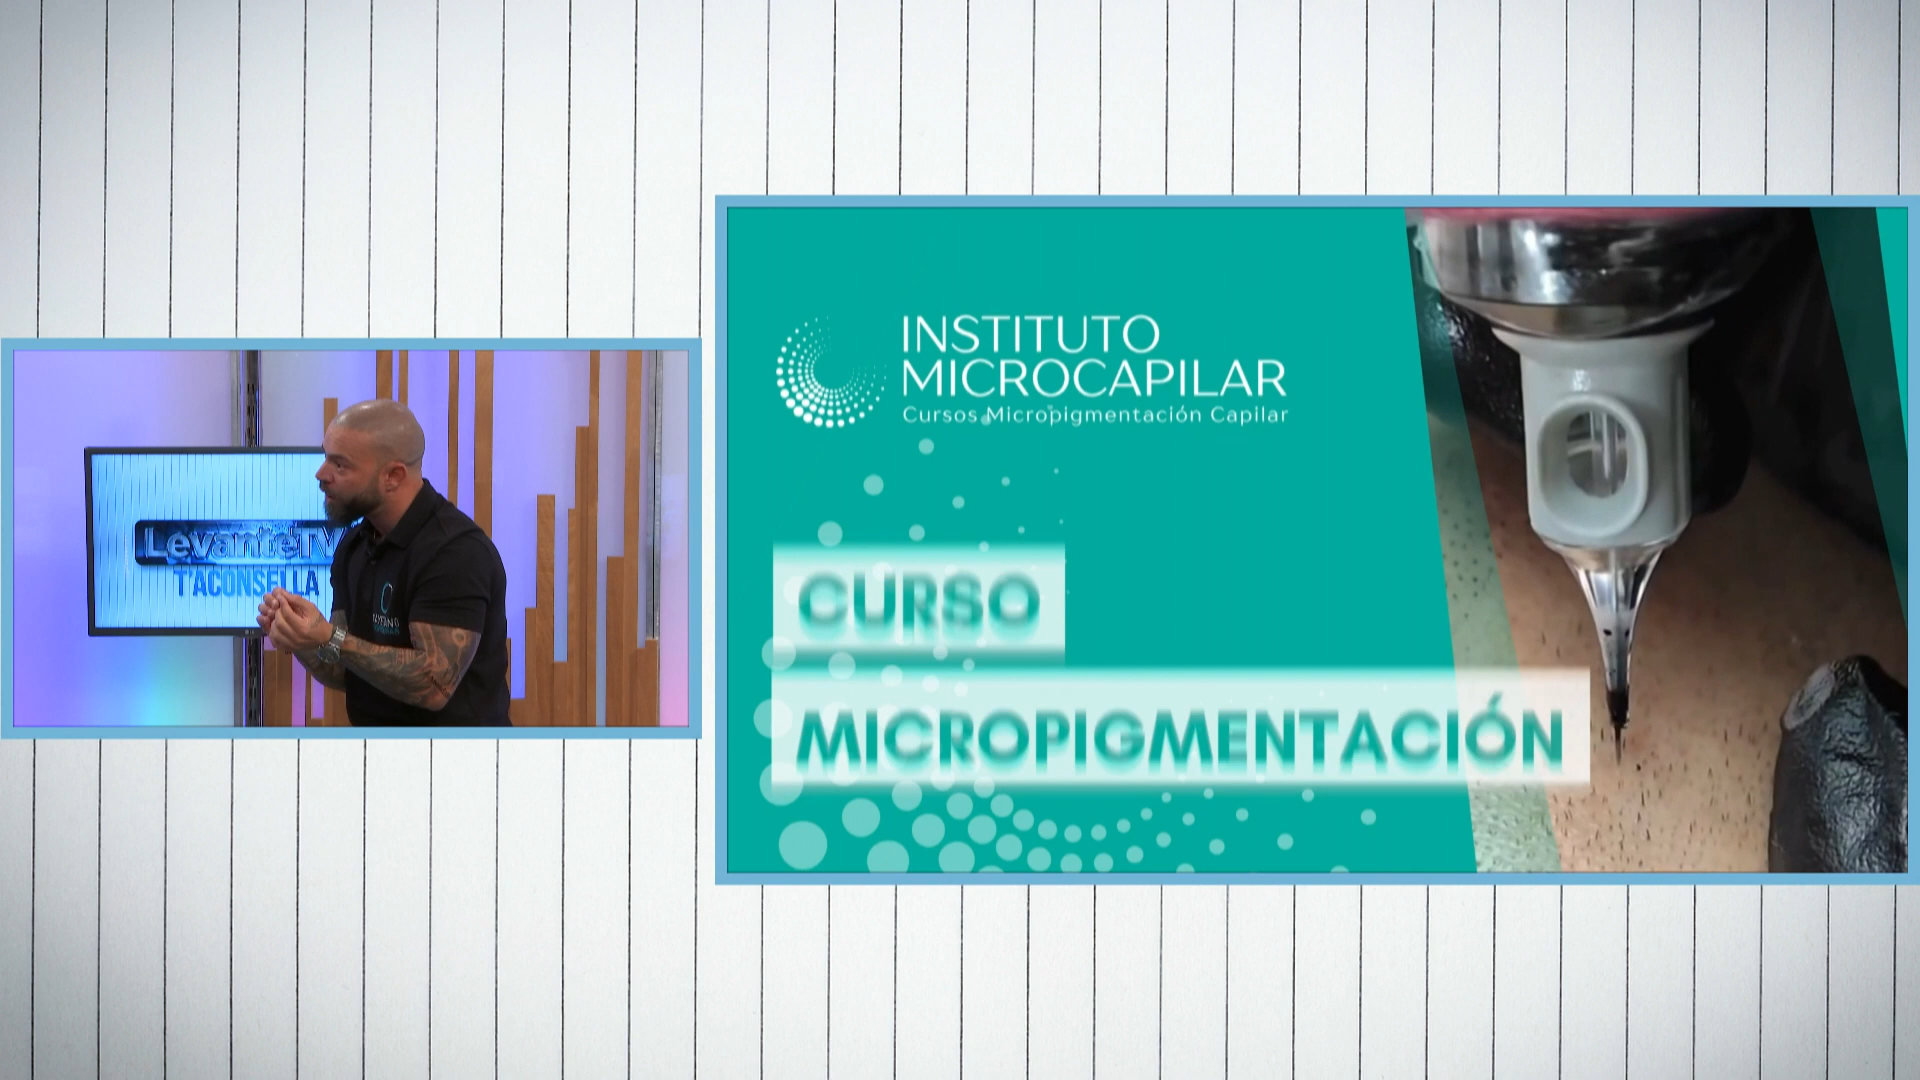 LevanteTV
T'ACONSELLA
INSTITUTO
MICROCAPILAR
Cursos Micropigmentación Capilar
CURSO
MICROPIGMENTACIÓN